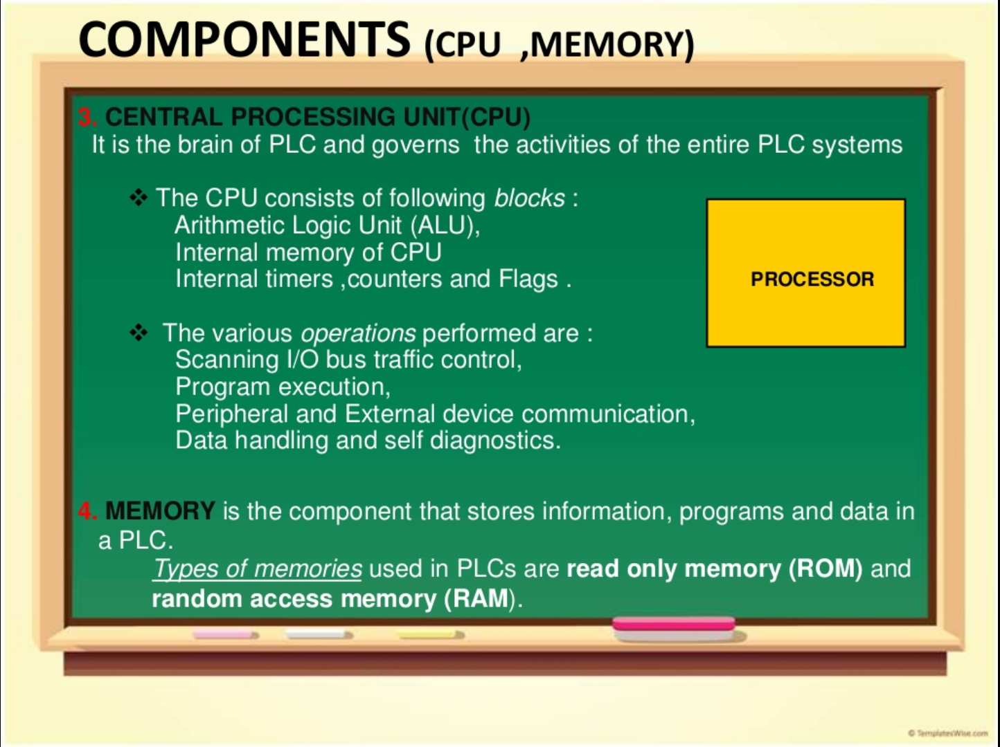 COMPONENTS (CPU ,MEMORY)
3. CENTRAL PROCESSING UNIT(CPU)
It is the brain of PLC and governs the activities of the entire PLC systems
❖ The CPU consists of following blocks :
Arithmetic Logic Unit (ALU),
Internal memory of CPU
Internal timers ,counters and Flags .
PROCESSOR
❖ The various operations performed are :
Scanning I/O bus traffic control,
Program execution,
Peripheral and External device communication,
Data handling and self diagnostics.
4. MEMORY is the component that stores information, programs and data in
a PLC.
Types of memories used in PLCs are read only memory (ROM) and
random access memory (RAM).
© TemplatesWise.com